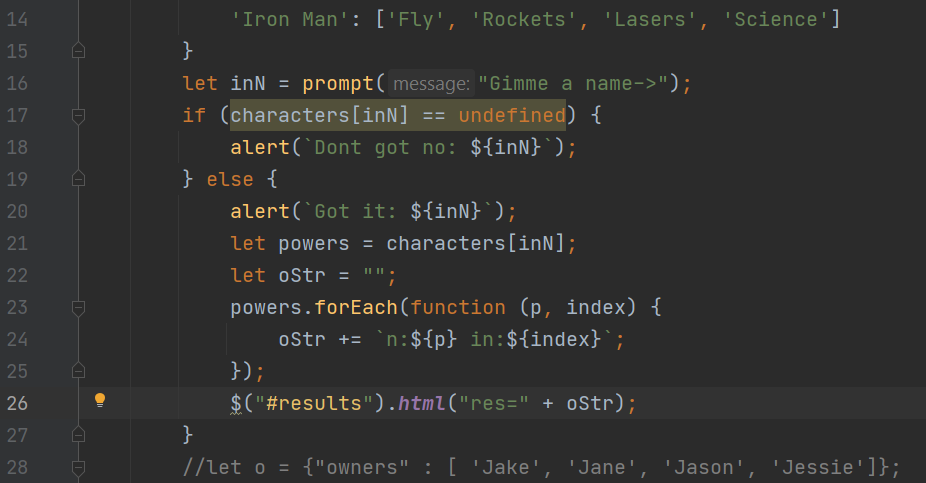 14 'Iron Man': ['Fly', 'Rockets', 'Lasers', 'Science']
15 }
16 let inN = prompt( message: "Gimme a name->");
17 if (characters[inN] == undefined) {
18 alert(`Dont got no: ${inN}`);
19 } else {
20 alert(`Got it: ${inN}`);
21 let powers = characters[inN];
22 let oStr = "";
23 powers.forEach(function (p, index) {
24 oStr += `n:${p} in:${index}`;
25 });
26 $("#results").html("res=" + oStr);
27 }
28 //let o = {"owners" : [ 'Jake', 'Jane', 'Jason', 'Jessie']};